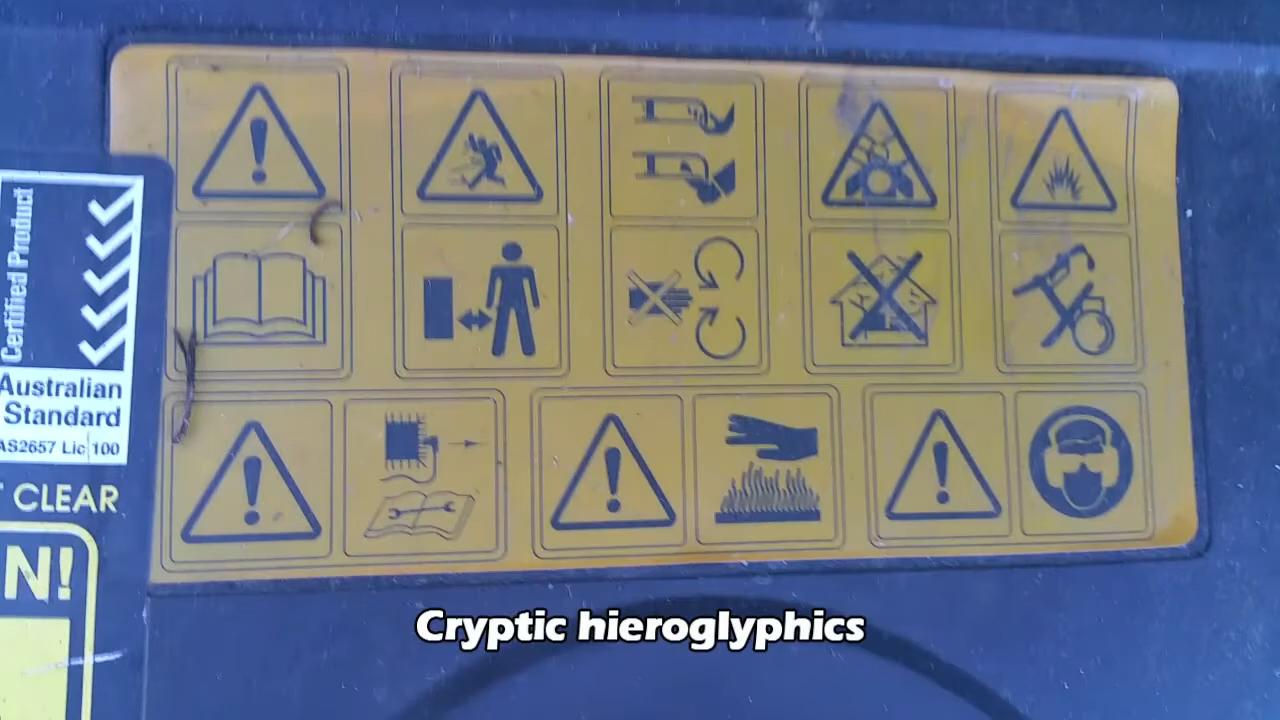 Certified Product
Australian
Standard
AS2657 Lic 100
CLEAR
N!
Cryptic hieroglyphics